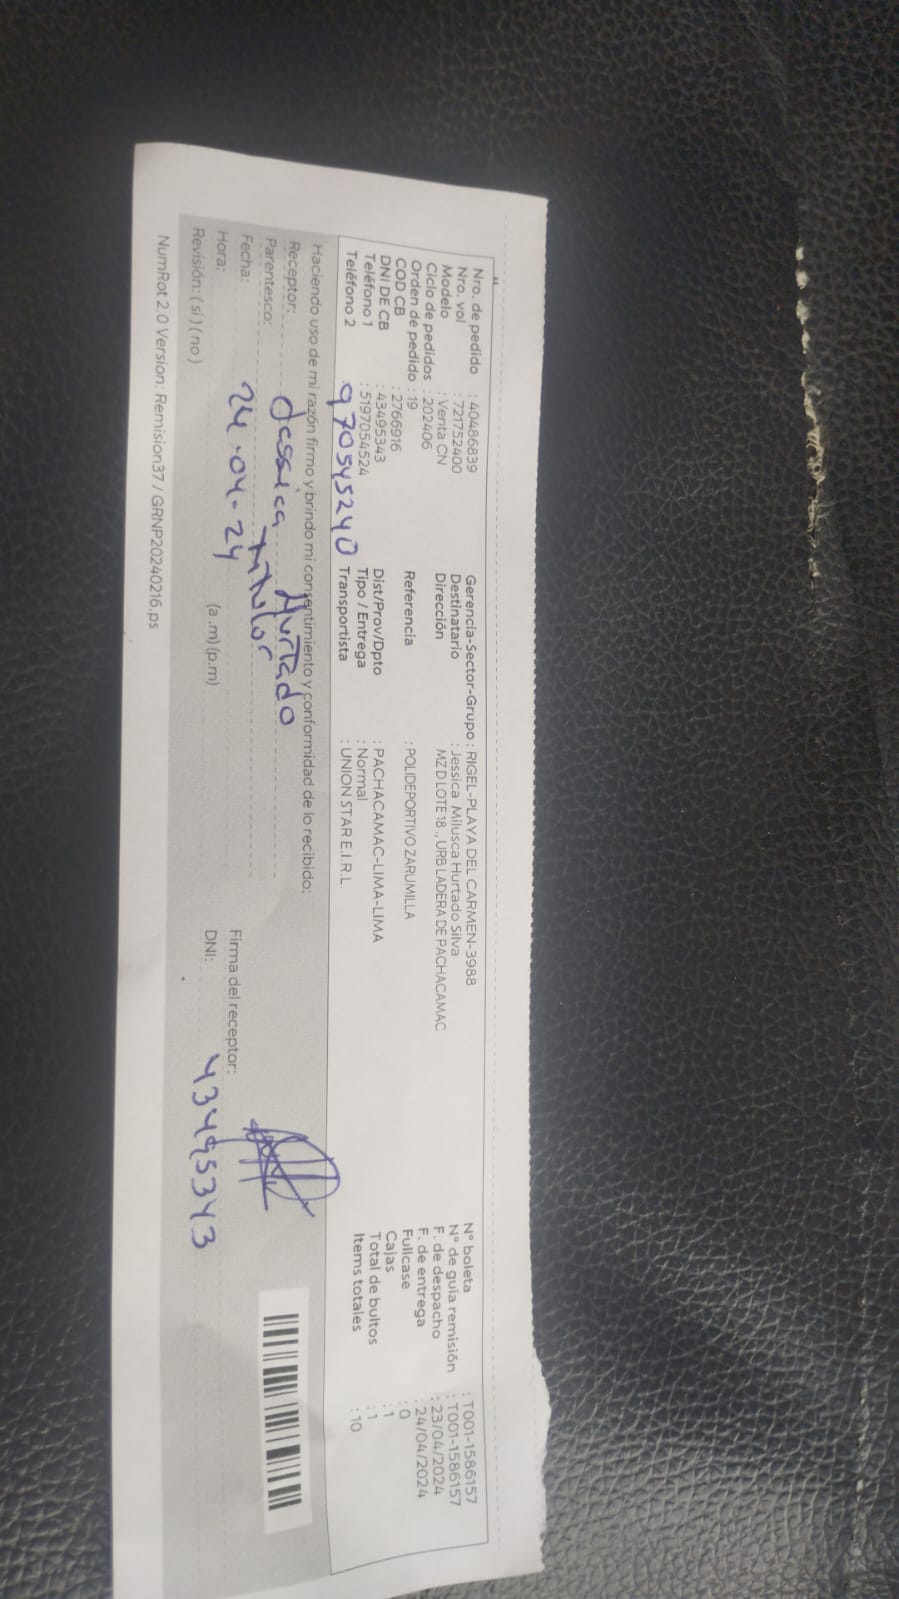 Nro. de pedido : 40486839
Nro. vol : 721752400
Modelo : Venta CN
Ciclo de pedidos : 202406
Orden de pedido : 19
COD CB : 2766916
DNI DE CB : 43495343
Teléfono 1 : 5197054524
Teléfono 2 970545240
Gerencia-Sector-Grupo : RIGEL-PLAYA DEL CARMEN-3988
Destinatario : Jessica Milusca Hurtado Silva
Dirección MZ D LOTE 18 ., URB LADERA DE PACHACAMAC
Referencia : POLIDEPORTIVO ZARUMILLA
Dist/Prov/Dpto : PACHACAMAC-LIMA-LIMA
Tipo / Entrega : Normal
Transportista : UNION STAR E.I.R.L.
N° boleta : T001-1586157
N° de guía remisión : T001-1586157
F. de despacho : 23/04/2024
F. de entrega : 24/04/2024
Fullcase : 0
Cajas : 1
Total de bultos : 1
Items totales : 10
Haciendo uso de mi razón firmo y brindo mi consentimiento y conformidad de lo recibido:
Receptor: Jessica Hurtado
Parentesco: titular
Fecha: 24.04.24
Hora: (a.m)(p.m)
Revisión: (si)(no)
Firma del receptor:
DNI: 43495343
NumRot 2.0 Version: Remision37 / GRNP20240216.ps